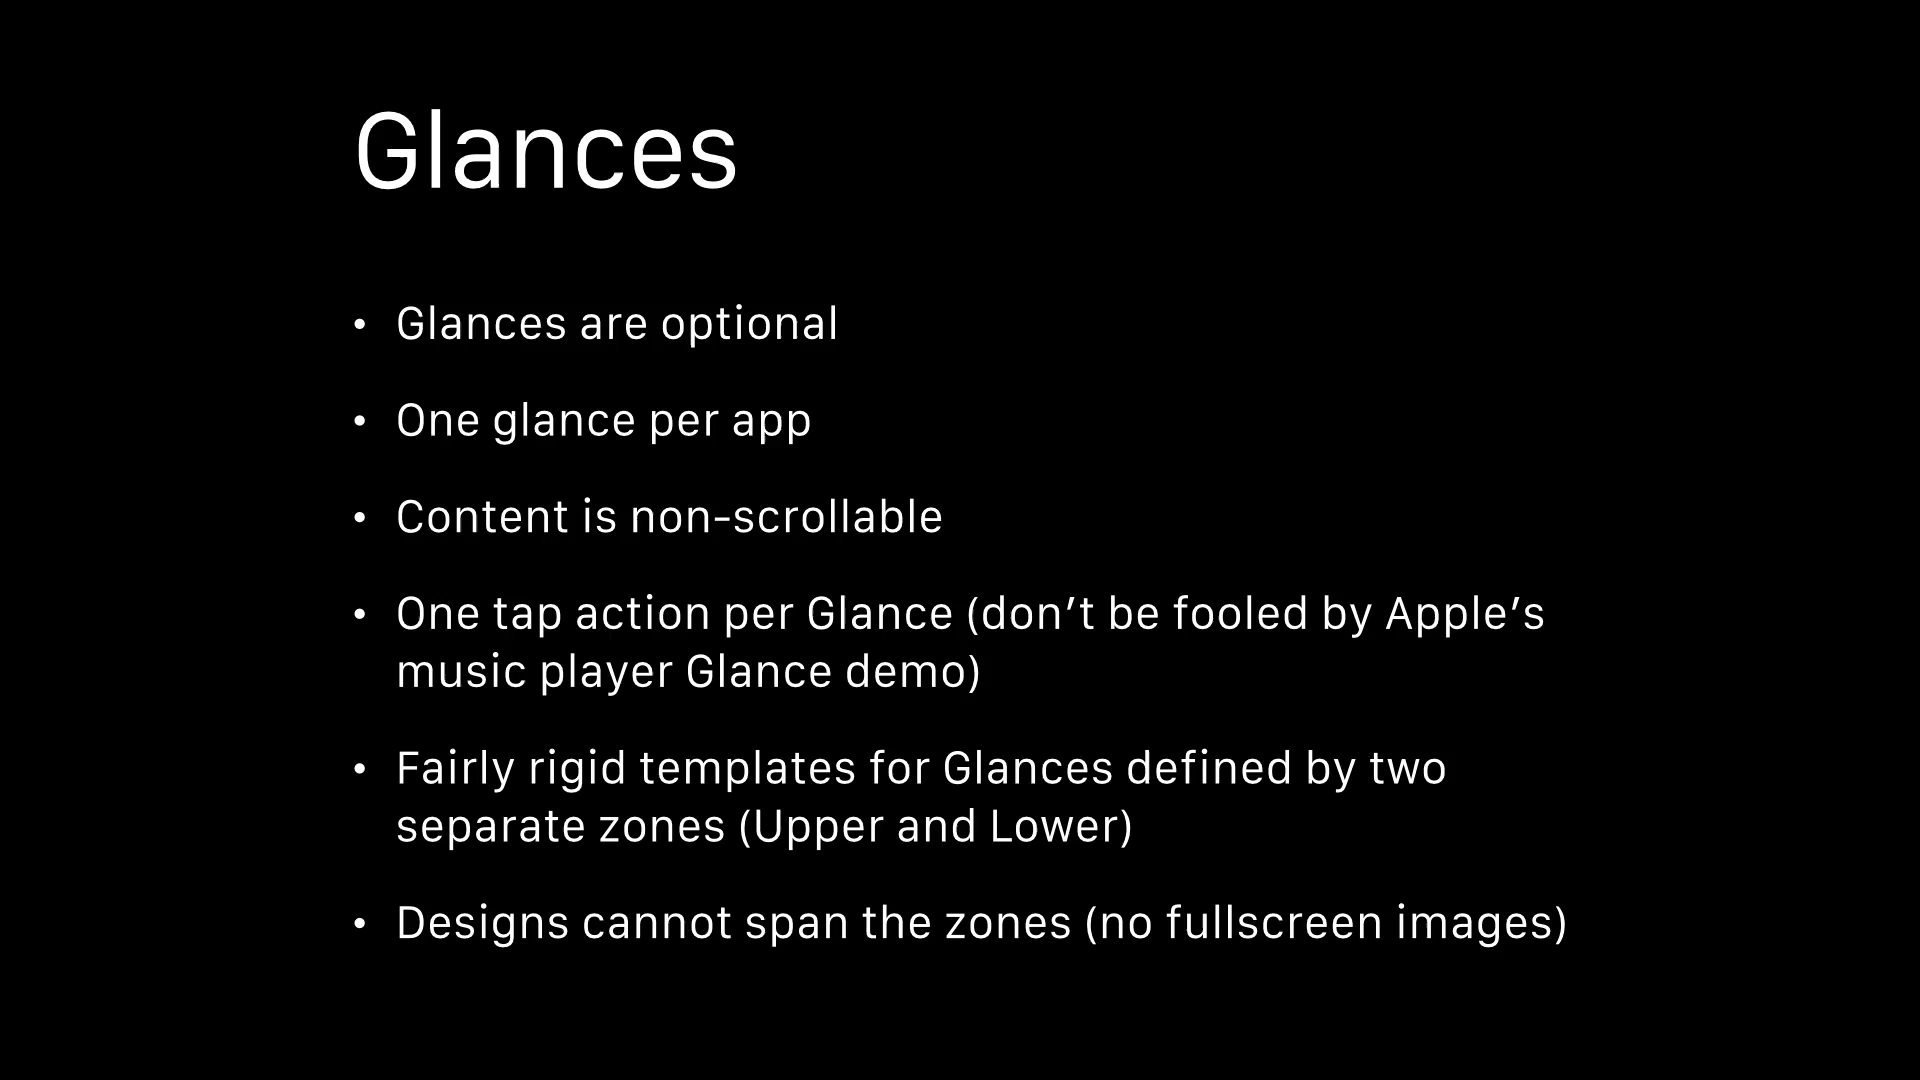 Glances
• Glances are optional
• One glance per app
• Content is non-scrollable
• One tap action per Glance (don’t be fooled by Apple’s
music player Glance demo)
• Fairly rigid templates for Glances defined by two
separate zones (Upper and Lower)
• Designs cannot span the zones (no fullscreen images)